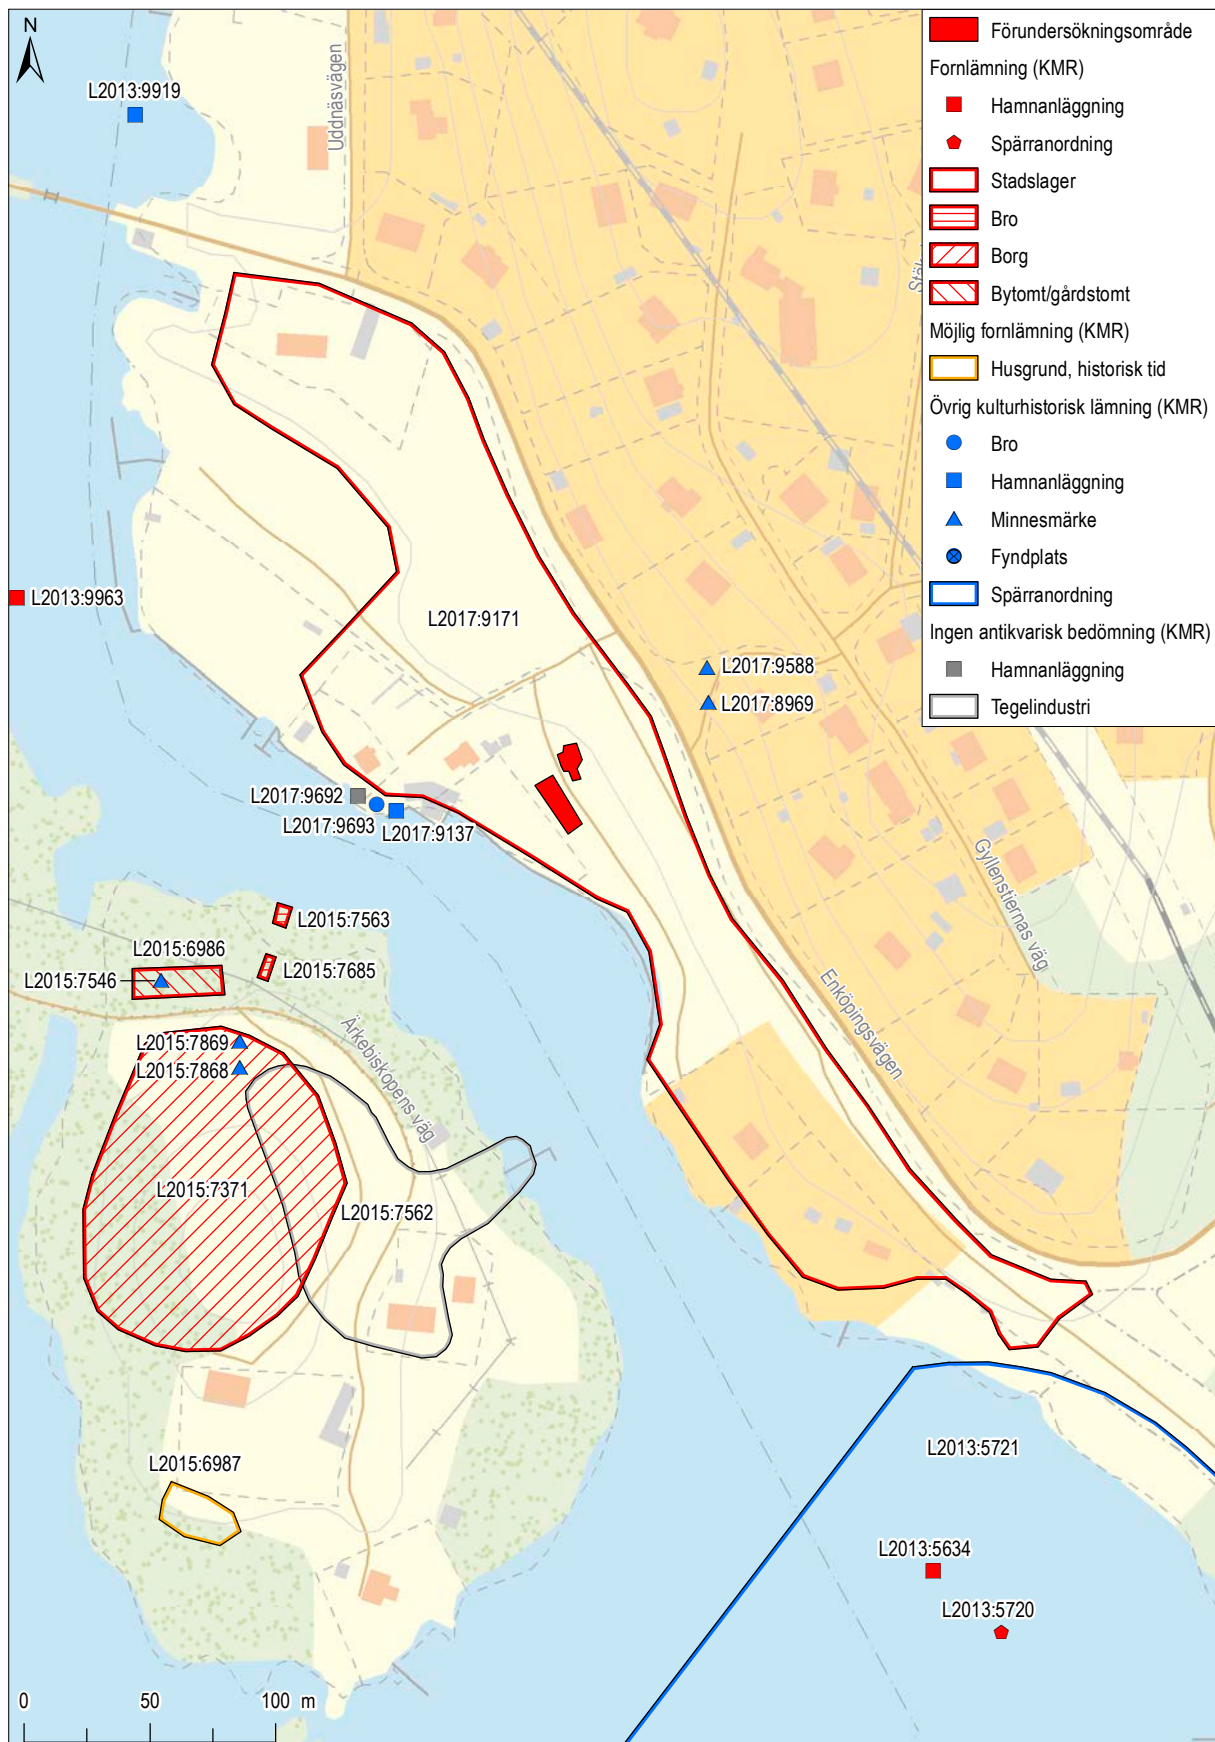 N
L2013:9919
Uddnäsvägen
Förundersökningsområde
Fornlämning (KMR)
Hamnanläggning
Spärranordning
Stadslager
Bro
Borg
Bytomt/gårdstomt
Möjlig fornlämning (KMR)
Husgrund, historisk tid
Övrig kulturhistorisk lämning (KMR)
Bro
Hamnanläggning
Minnesmärke
Fyndplats
Spärranordning
Ingen antikvarisk bedömning (KMR)
Hamnanläggning
Tegelindustri
L2013:9963
L2017:9171
L2017:9588
L2017:8969
L2017:9692
L2017:9693
L2017:9137
Gyllenstiernas väg
Enköpingsvägen
L2015:7563
L2015:6986
L2015:7685
L2015:7546
Ärkebiskopens väg
L2015:7869
L2015:7868
L2015:7371
L2015:7562
L2015:6987
L2013:5721
L2013:5634
L2013:5720
0 50 100 m